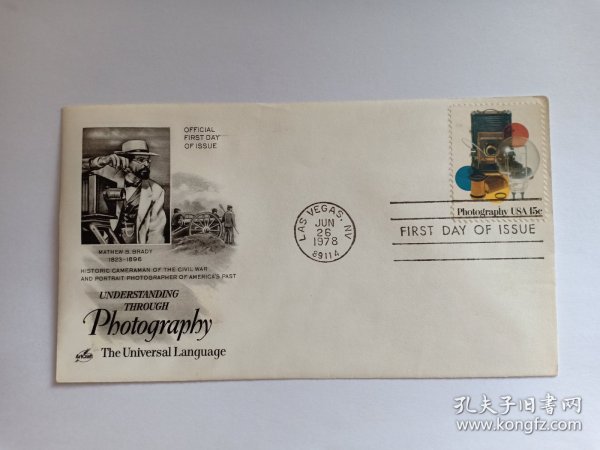 OFFICIAL
FIRST DAY
OF ISSUE
MATHEW B. BRADY
1823-1896
HISTORIC CAMERAMAN OF THE CIVIL WAR
AND PORTRAIT PHOTOGRAPHER OF AMERICA'S PAST
UNDERSTANDING
THROUGH
Photography
The Universal Language
ArtCraft
LAS VEGAS, NV
JUN
26
1978
89114
Photography USA 15c
FIRST DAY OF ISSUE
孔夫子旧书网
www.kongfz.com